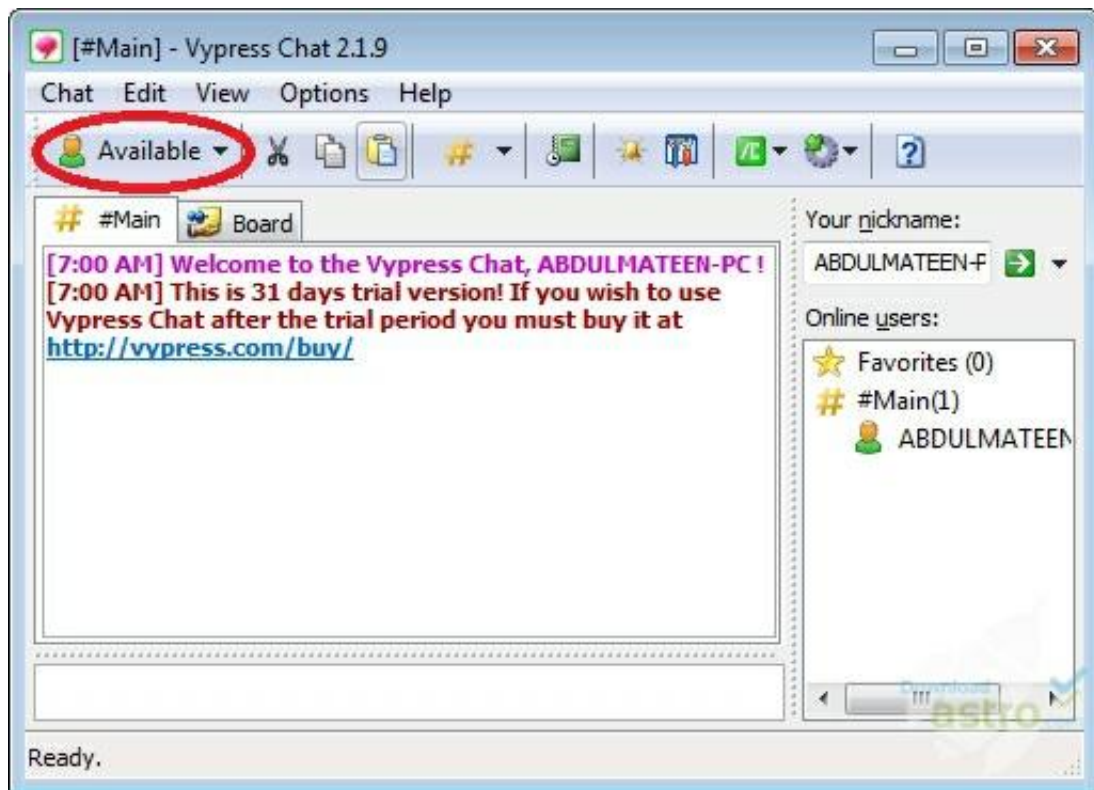 [#Main] - Vypress Chat 2.1.9
Chat Edit View Options Help
Available
#Main Board
[7:00 AM] Welcome to the Vypress Chat, ABDULMATEEN-PC !
[7:00 AM] This is 31 days trial version! If you wish to use
Vypress Chat after the trial period you must buy it at
http://vypress.com/buy/
Your nickname:
ABDULMATEEN-P
Online users:
Favorites (0)
#Main(1)
ABDULMATEEN
Download
astro
Ready.